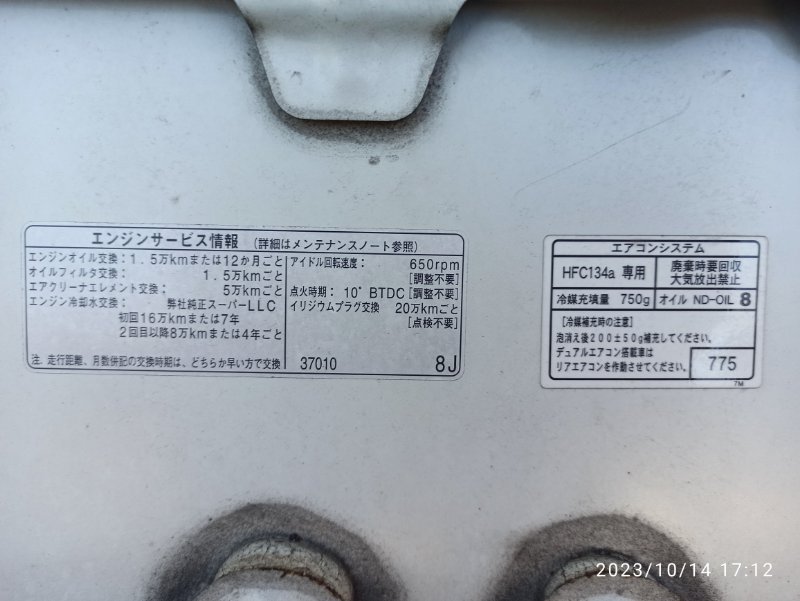 エンジンサービス情報 (詳細はメンテナンスノート参照)
エンジンオイル交換：1.5万kmまたは12か月ごと
オイルフィルタ交換： 1.5万kmごと
エアクリーナエレメント交換： 5万kmごと
エンジン冷却水交換： 弊社純正スーパーLLC
初回16万kmまたは7年
2回目以降8万kmまたは4年ごと
注．走行距離、月数併記の交換時期は、どちらか早い方で交換
アイドル回転速度： 650rpm
[調整不要]
点火時期：10°BTDC[調整不要]
イリジウムプラグ交換 20万kmごと
[点検不要]
37010 8J
エアコンシステム
HFC134a 専用
廃棄時要回収
大気放出禁止
冷媒充填量 750g オイル ND-OIL 8
[冷媒補充時の注意]
泡消え後200±50g補充してください。
デュアルエアコン搭載車は
リアエアコンを作動させてください。
775
7M
2023/10/14 17:12